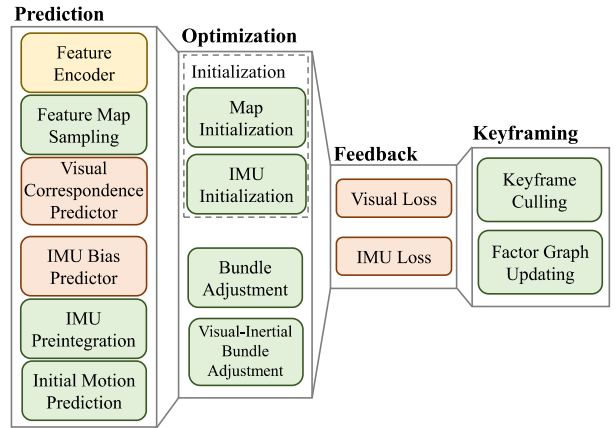 Prediction
Feature
Encoder
Feature Map
Sampling
Visual
Correspondence
Predictor
IMU Bias
Predictor
IMU
Preintegration
Initial Motion
Prediction
Optimization
Initialization
Map
Initialization
IMU
Initialization
Bundle
Adjustment
Visual-Inertial
Bundle
Adjustment
Feedback
Visual Loss
IMU Loss
Keyframing
Keyframe
Culling
Factor Graph
Updating